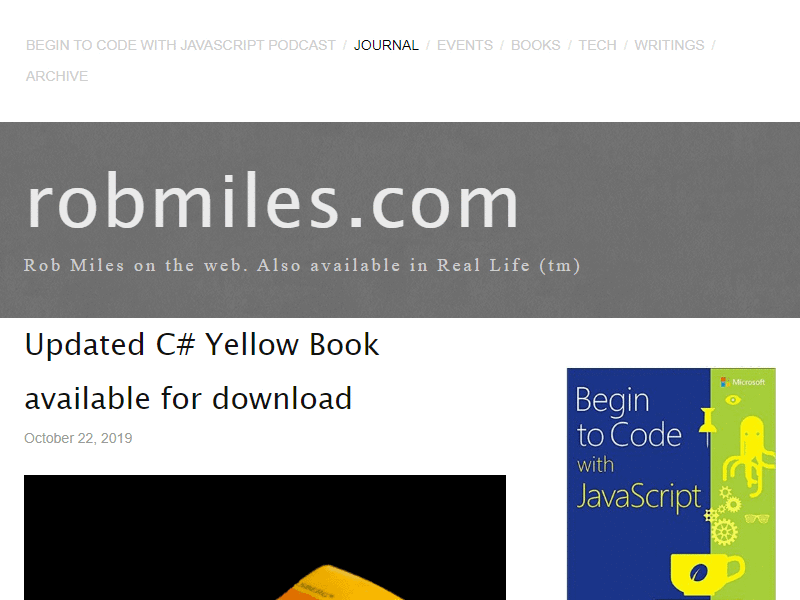 BEGIN TO CODE WITH JAVASCRIPT PODCAST / JOURNAL / EVENTS / BOOKS / TECH / WRITINGS /
ARCHIVE
robmiles.com
Rob Miles on the web. Also available in Real Life (tm)
Updated C# Yellow Book
available for download
October 22, 2019
Microsoft
Begin
to Code
with
JavaScript